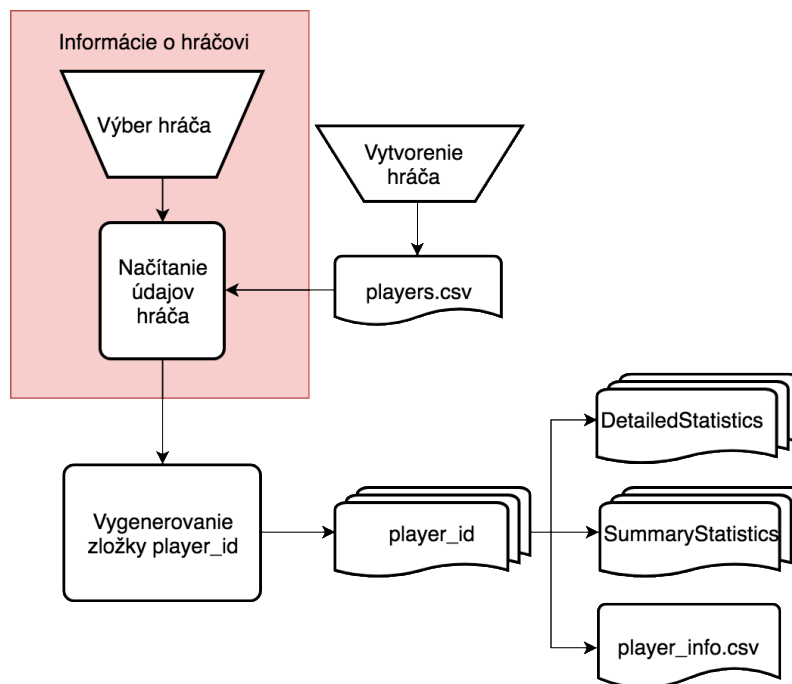 Informácie o hráčovi
Výber hráča
Vytvorenie
hráča
Načítanie
údajov
hráča
players.csv
DetailedStatistics
Vygenerovanie
zložky player_id
player_id
SummaryStatistics
player_info.csv